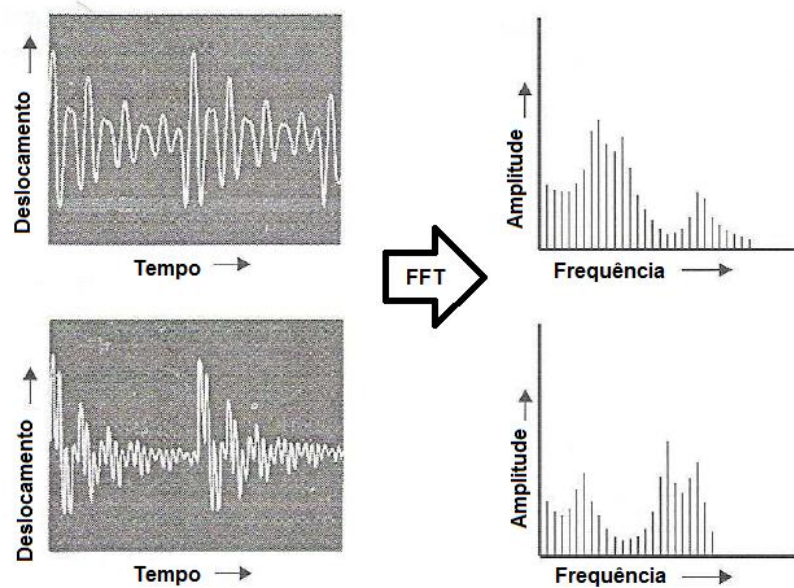 Deslocamento
Tempo
Amplitude
Frequência
FFT
Deslocamento
Tempo
Amplitude
Frequência